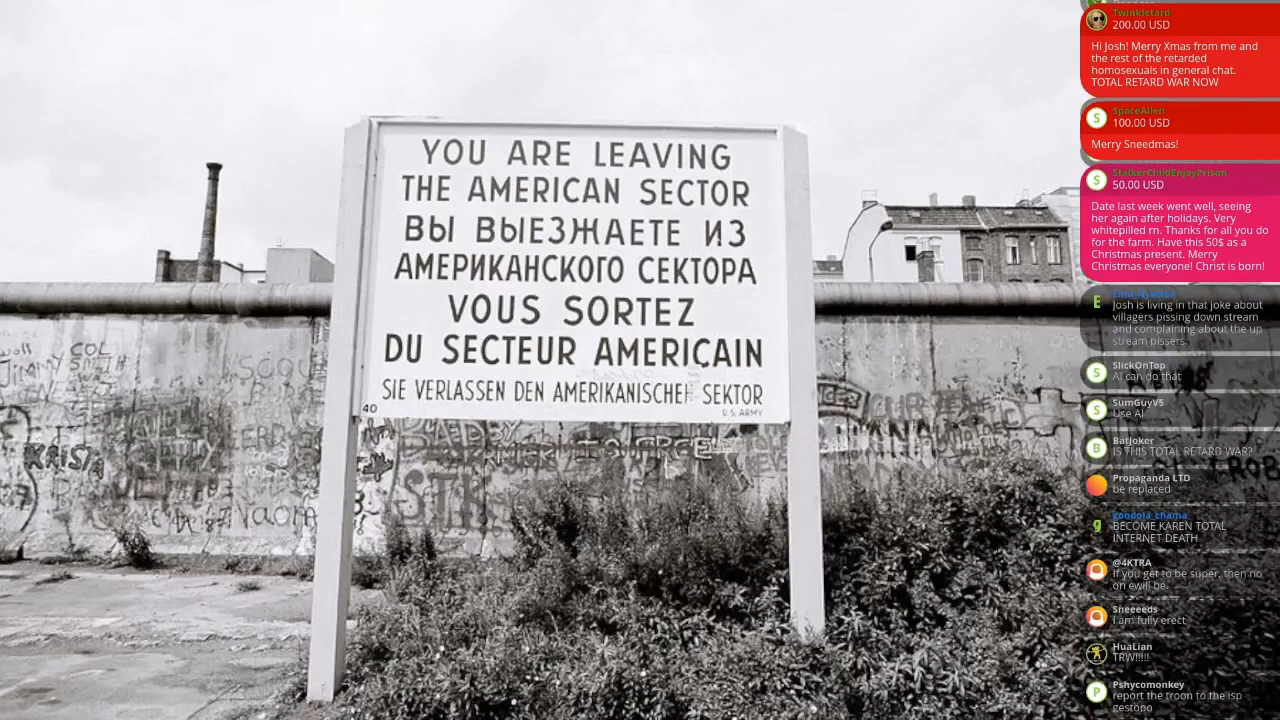 YOU ARE LEAVING
THE AMERICAN SECTOR
ВЫ ВЫЕЗЖАЕТЕ ИЗ
АМЕРИКАНСКОГО СЕКТОРА
VOUS SORTEZ
DU SECTEUR AMERICAIN
SIE VERLASSEN DEN AMERIKANISCHEN SEKTOR
40
U.S. ARMY
COL
KRISTA
Naomi
Twinkletard
200.00 USD
Hi Josh! Merry Xmas from me and
the rest of the retarded
homosexuals in general chat.
TOTAL RETARD WAR NOW
SpaceAllen
100.00 USD
Merry Sneedmas!
StalkerChildEnjoyPrison
50.00 USD
Date last week went well, seeing
her again after holidays. Very
whitepilled rn. Thanks for all you do
for the farm. Have this 50$ as a
Christmas present. Merry
Christmas everyone! Christ is born!
Josh is living in that joke about
villagers pissing down stream
and complaining about the up
stream pissers.
SlickOnTop
AI can do that
SumGuyV5
Use AI
BatJoker
IS THIS TOTAL RETARD WAR?
Propaganda LTD
be replaced
gondola_chama
BECOME KAREN TOTAL
INTERNET DEATH
@4KTRA
If you get to be super, then no
on ewill be.
Sneeeeds
I am fully erect
HuaLian
TRW!!!!!
Pshycomonkey
report the troon to the isp
gestopo